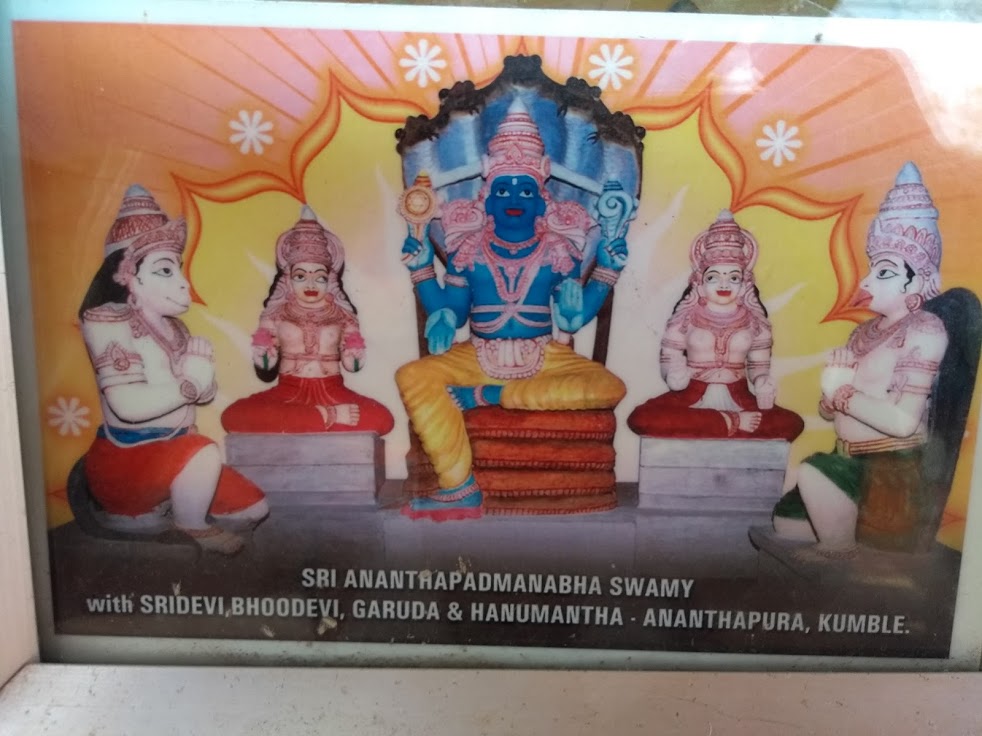 SRI ANANTHAPADMANABHA SWAMY
with SRIDEVI,BHOODEVI, GARUDA & HANUMANTHA - ANANTHAPURA, KUMBLE.